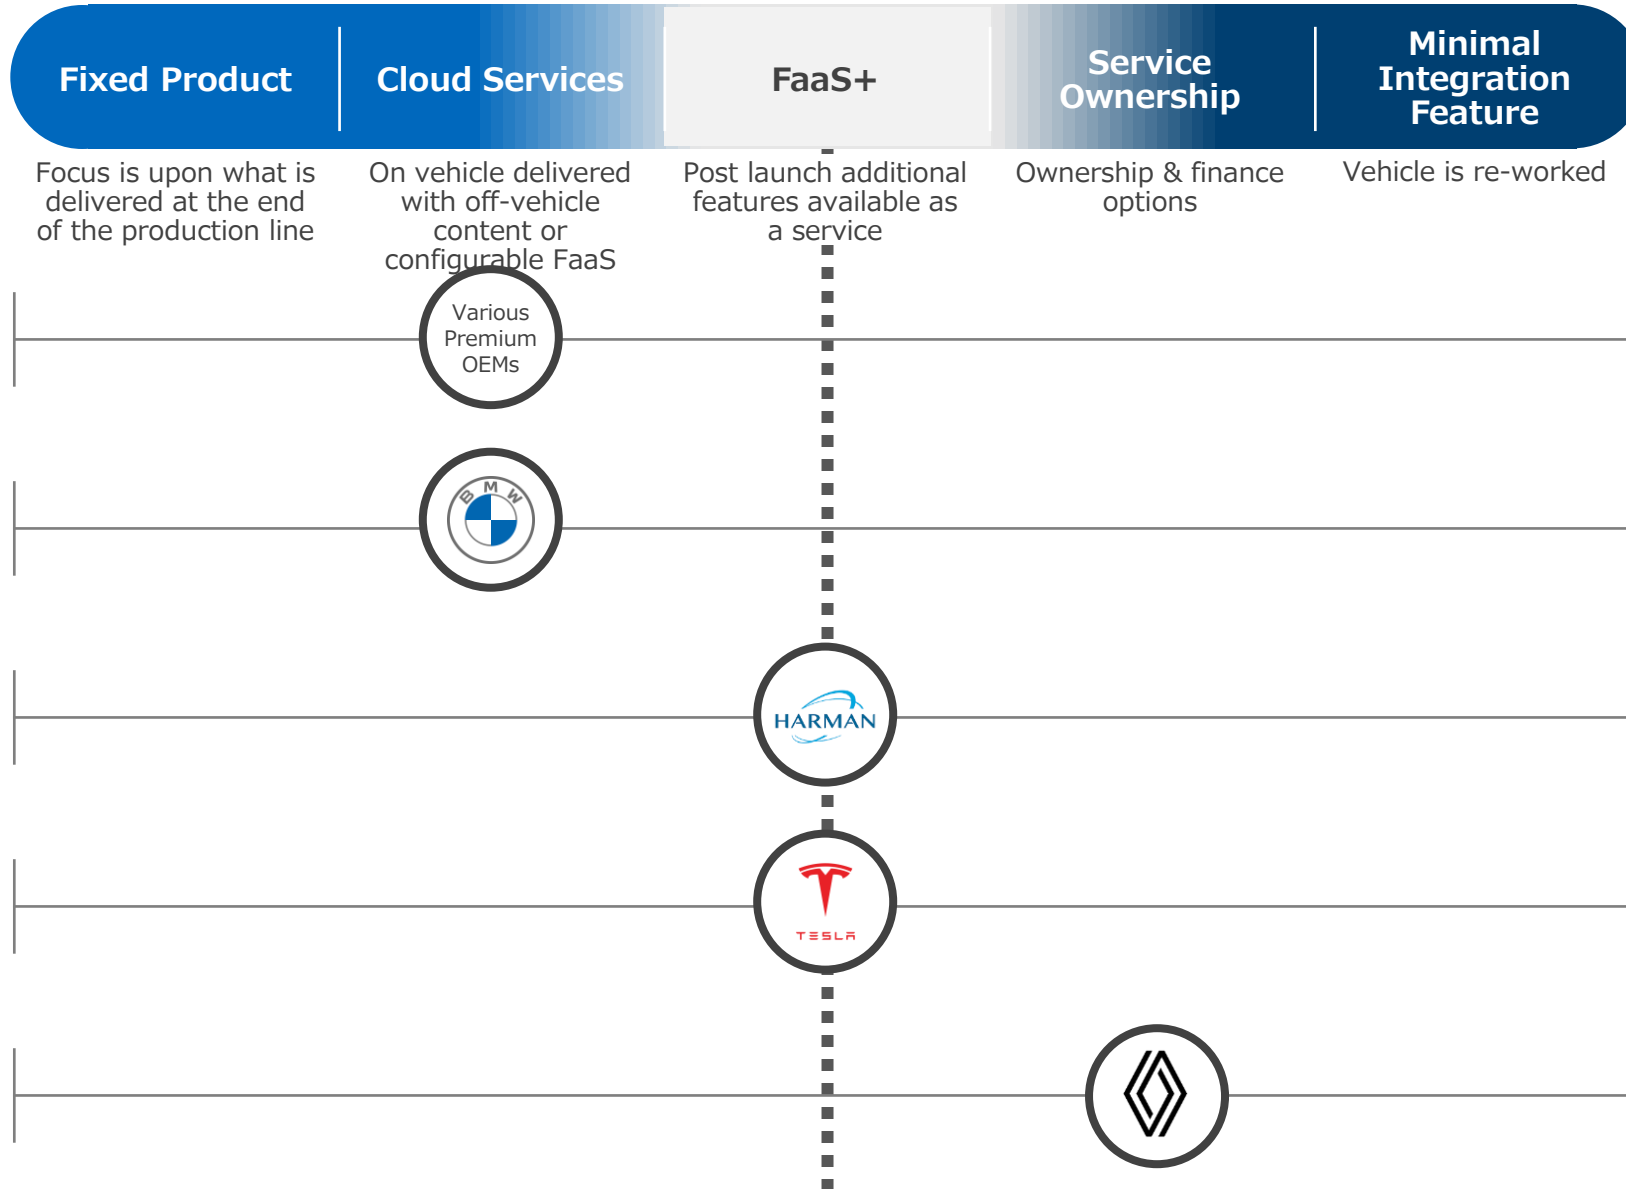 Fixed Product
Cloud Services
FaaS+
Service
Ownership
Minimal
Integration
Feature
Focus is upon what is
delivered at the end
of the production line
On vehicle delivered
with off-vehicle
content or
configurable FaaS
Post launch additional
features available as
a service
Ownership & finance
options
Vehicle is re-worked
Various
Premium
OEMs
BMW
HARMAN
TESLA